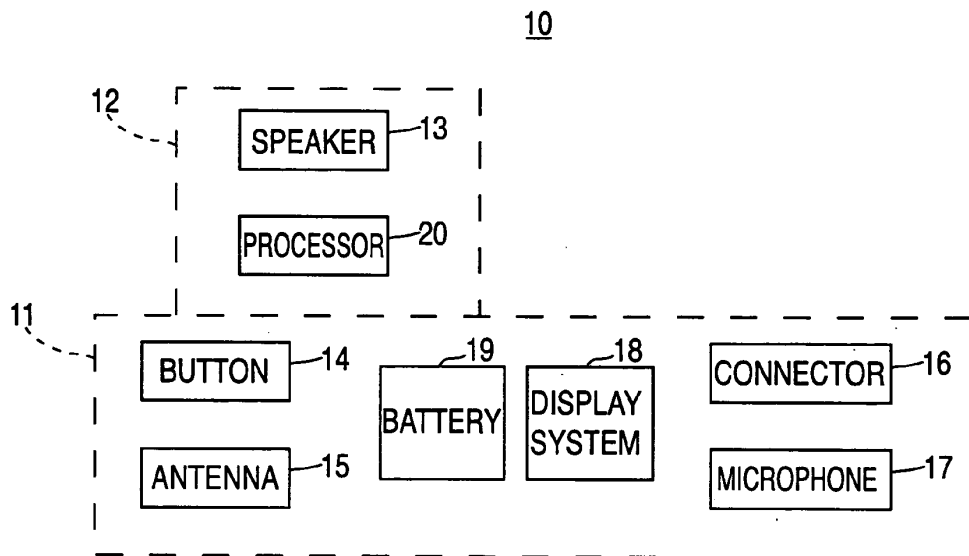 10
12
SPEAKER
13
PROCESSOR
20
11
BUTTON
14
19
BATTERY
18
DISPLAY
SYSTEM
CONNECTOR
16
ANTENNA
15
MICROPHONE
17